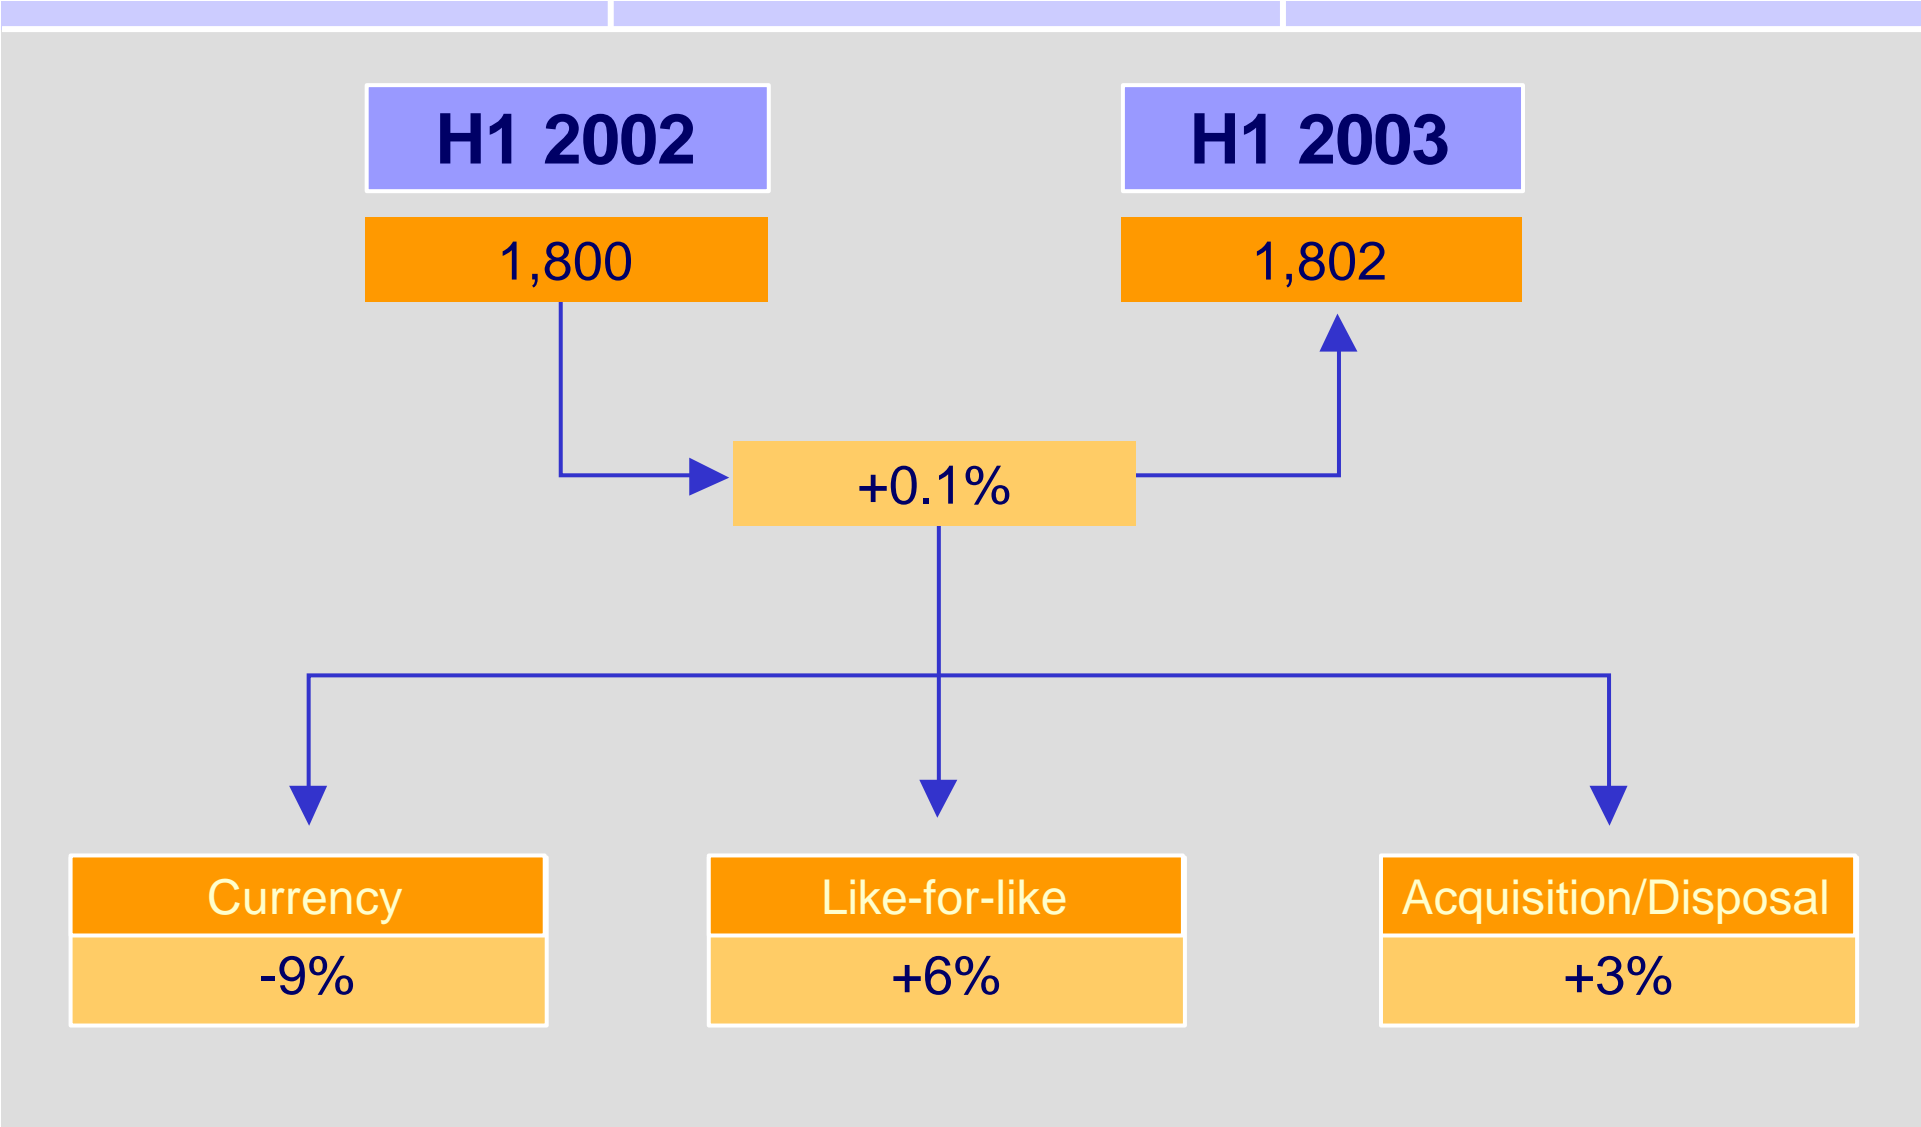 H1 2002
H1 2003
1,800
1,802
+0.1%
Currency
Like-for-like
Acquisition/Disposal
-9%
+6%
+3%